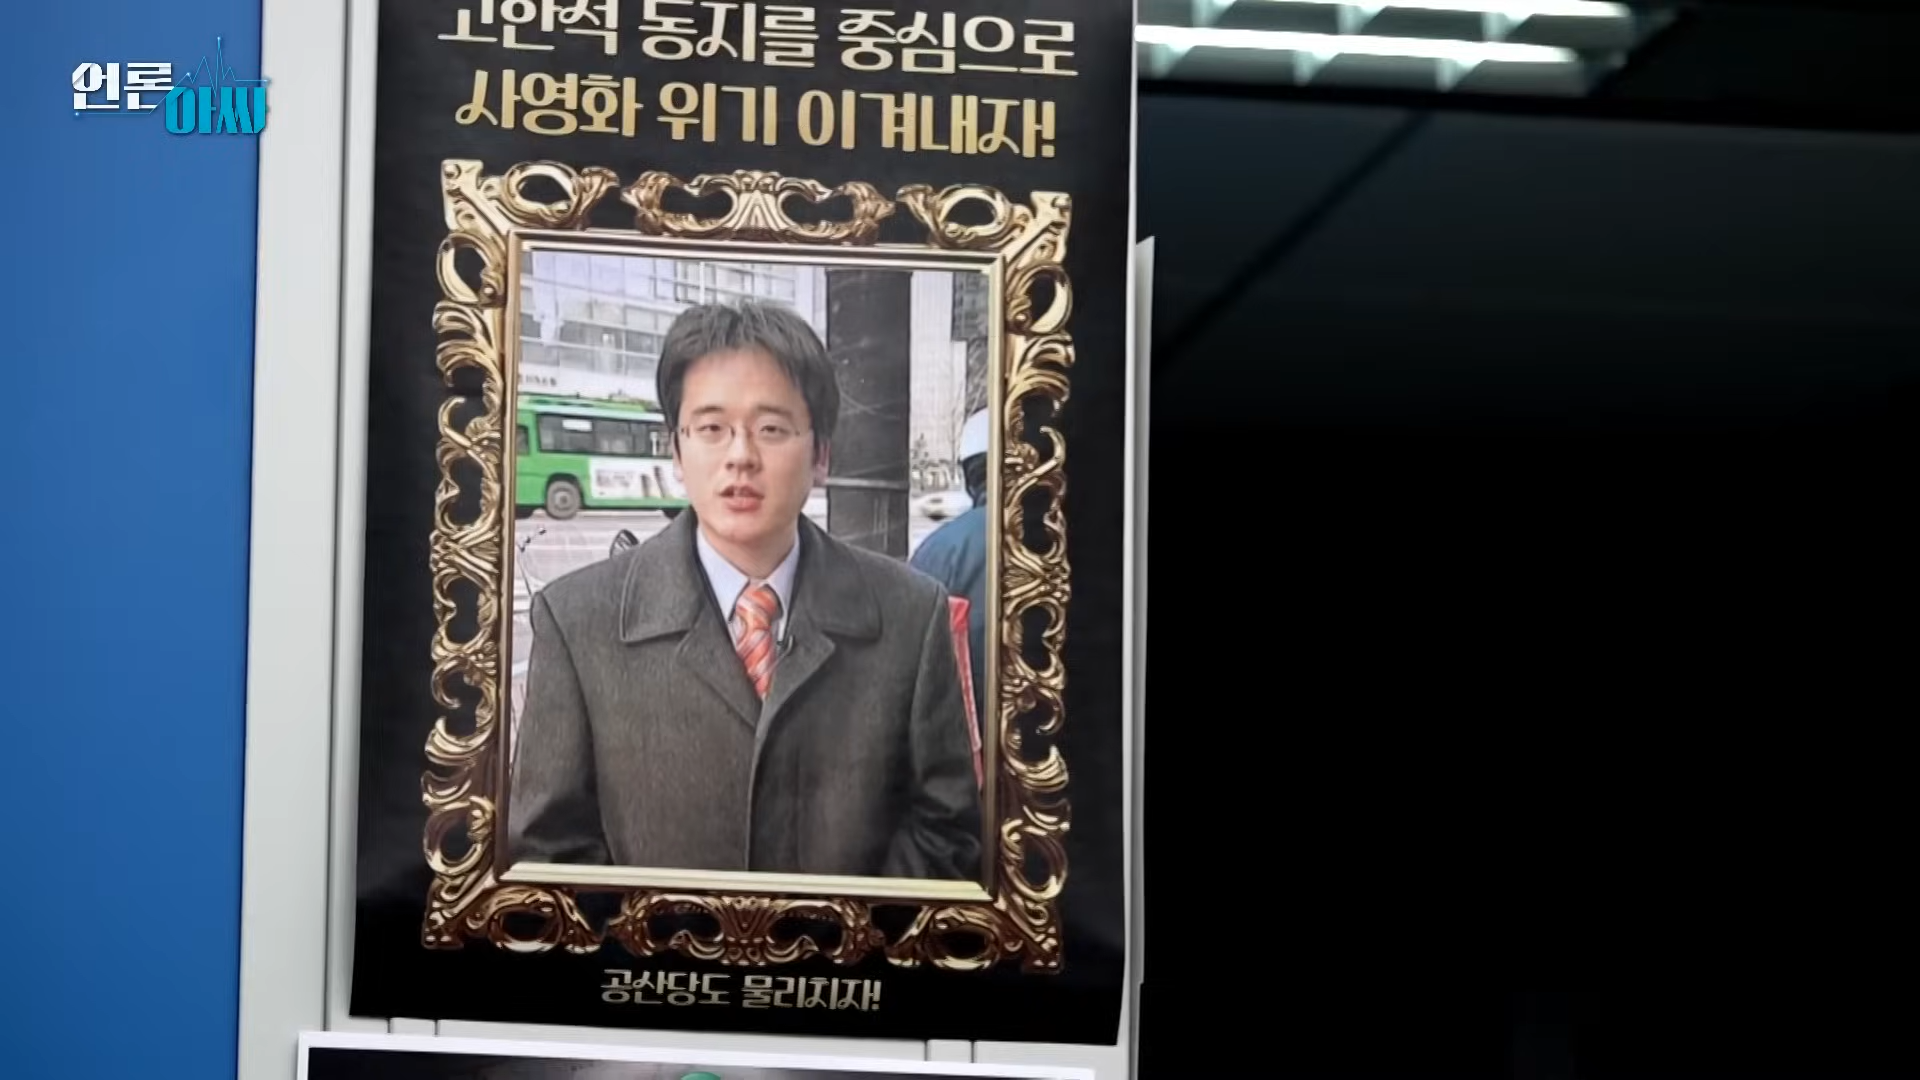 언론
아싸
고한석 동지를 중심으로
사영화 위기 이겨내자!
공산당도 물리치자!